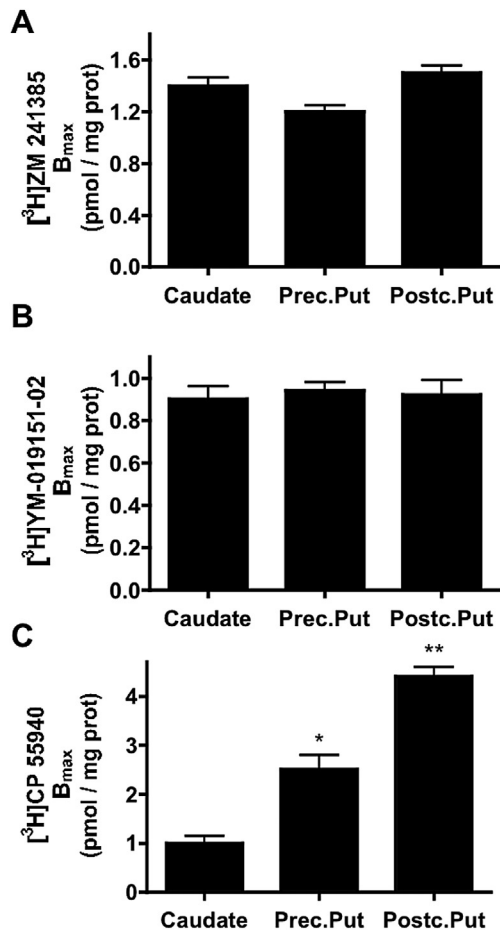 A
[³H]ZM 241385
Bmax
(pmol / mg prot)
1.6
1.2
0.8
0.4
0.0
Caudate Prec.Put Postc.Put
B
[³H]YM-019151-02
Bmax
(pmol / mg prot)
1.0
0.8
0.6
0.4
0.2
0.0
Caudate Prec.Put Postc.Put
C
[³H]CP 55940
Bmax
(pmol / mg prot)
4
3
2
1
0
*
**
Caudate Prec.Put Postc.Put